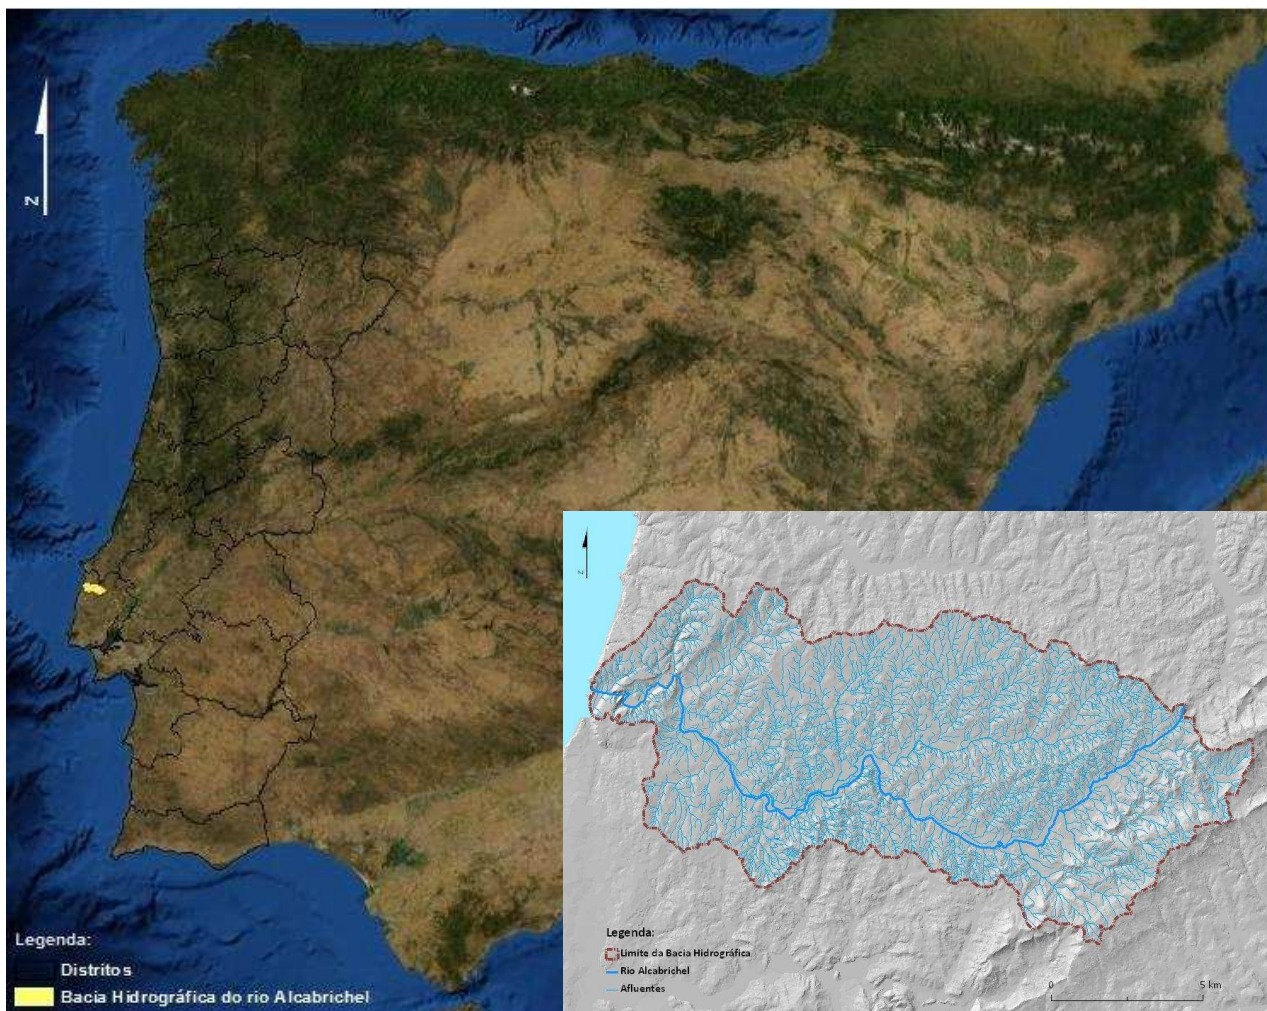 N
Legenda:
Distritos
Bacia Hidrográfica do rio Alcabrichel
N
Legenda:
Limite da Bacia Hidrográfica
Rio Alcabrichel
Afluentes
0 5 km